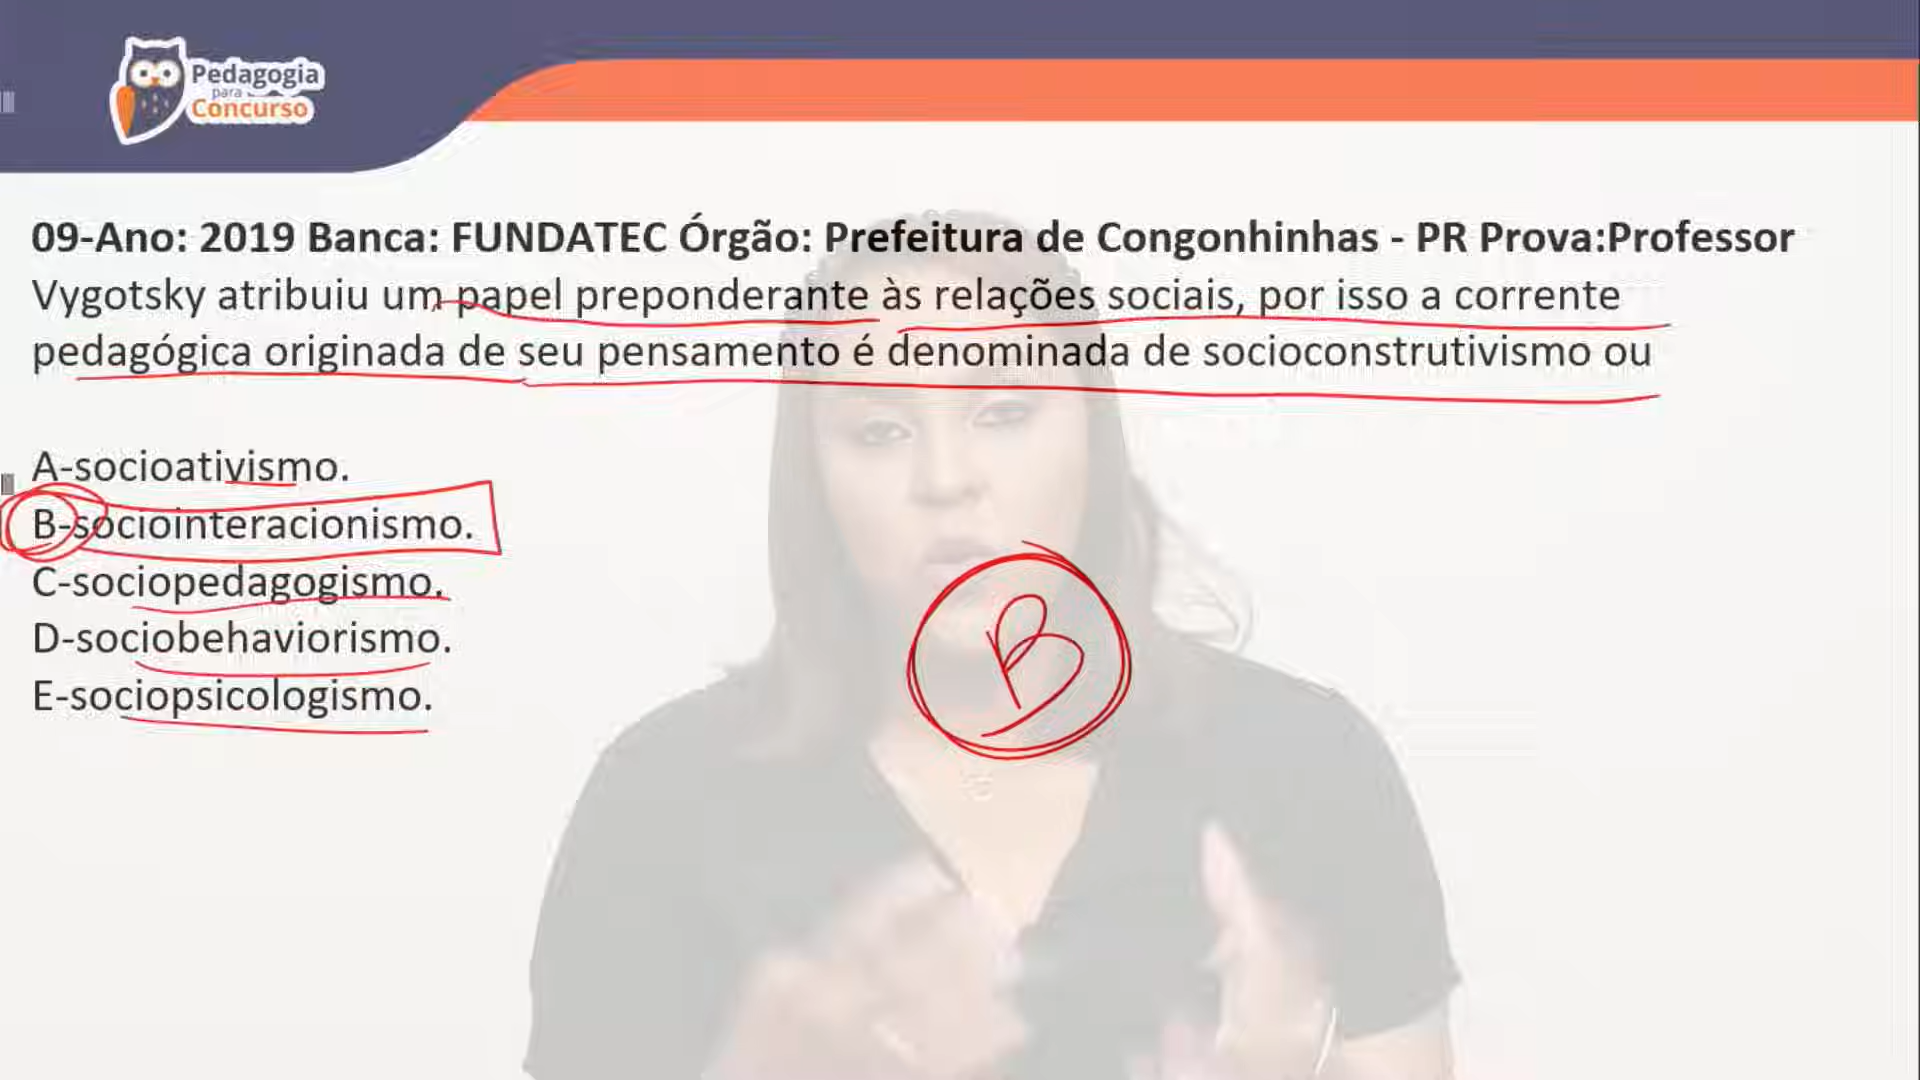 Pedagogia
para
Concurso
09-Ano: 2019 Banca: FUNDATEC Órgão: Prefeitura de Congonhinhas - PR Prova:Professor
Vygotsky atribuiu um papel preponderante às relações sociais, por isso a corrente
pedagógica originada de seu pensamento é denominada de socioconstrutivismo ou
A-socioativismo.
B-sociointeracionismo.
C-sociopedagogismo.
D-sociobehaviorismo.
E-sociopsicologismo.
B